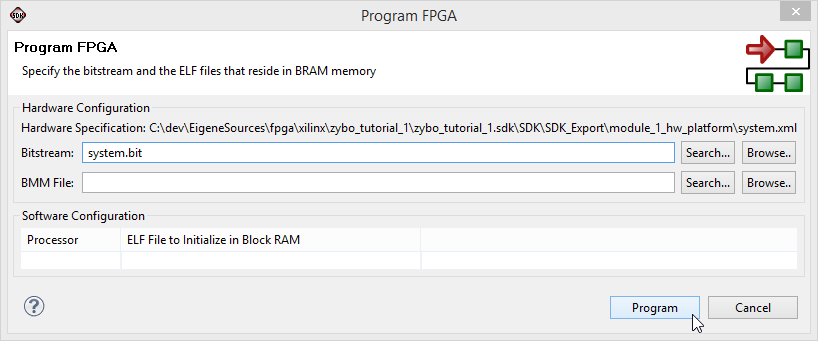 SDK
Program FPGA
Program FPGA
Specify the bitstream and the ELF files that reside in BRAM memory
Hardware Configuration
Hardware Specification: C:\dev\EigeneSources\fpga\xilinx\zybo_tutorial_1\zybo_tutorial_1.sdk\SDK\SDK_Export\module_1_hw_platform\system.xml
Bitstream: system.bit Search... Browse..
BMM File: Search... Browse..
Software Configuration
Processor ELF File to Initialize in Block RAM
Program Cancel